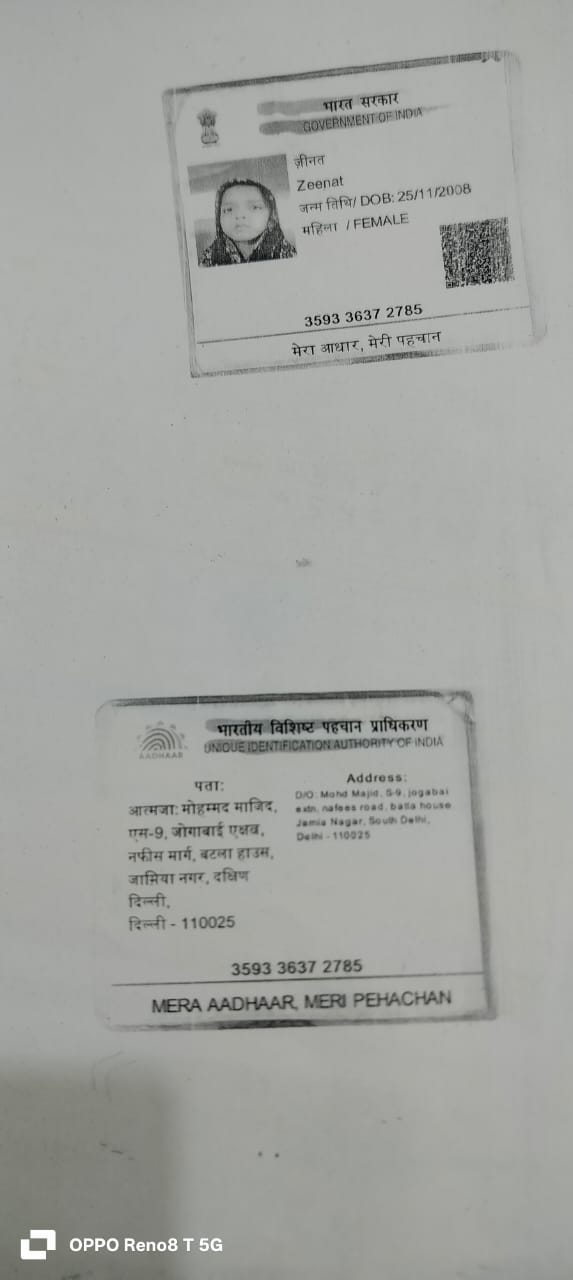 भारत सरकार
GOVERNMENT OF INDIA
ज़ीनत
Zeenat
जन्म तिथि/ DOB: 25/11/2008
महिला / FEMALE
3593 3637 2785
मेरा आधार, मेरी पहचान
भारतीय विशिष्ट पहचान प्राधिकरण
UNIQUE IDENTIFICATION AUTHORITY OF INDIA
AADHAAR
पता:
आत्मजा: मोहम्मद माजिद,
एस-9, जोगाबाई एक्षव,
नफीस मार्ग, बटला हाउस,
जामिया नगर, दक्षिण
दिल्ली,
दिल्ली - 110025
Address:
D/O: Mohd Majid, S-9, jogabai
extn, nafees road, batla house
Jamia Nagar, South Delhi,
Delhi - 110025
3593 3637 2785
MERA AADHAAR, MERI PEHACHAN
OPPO Reno8 T 5G